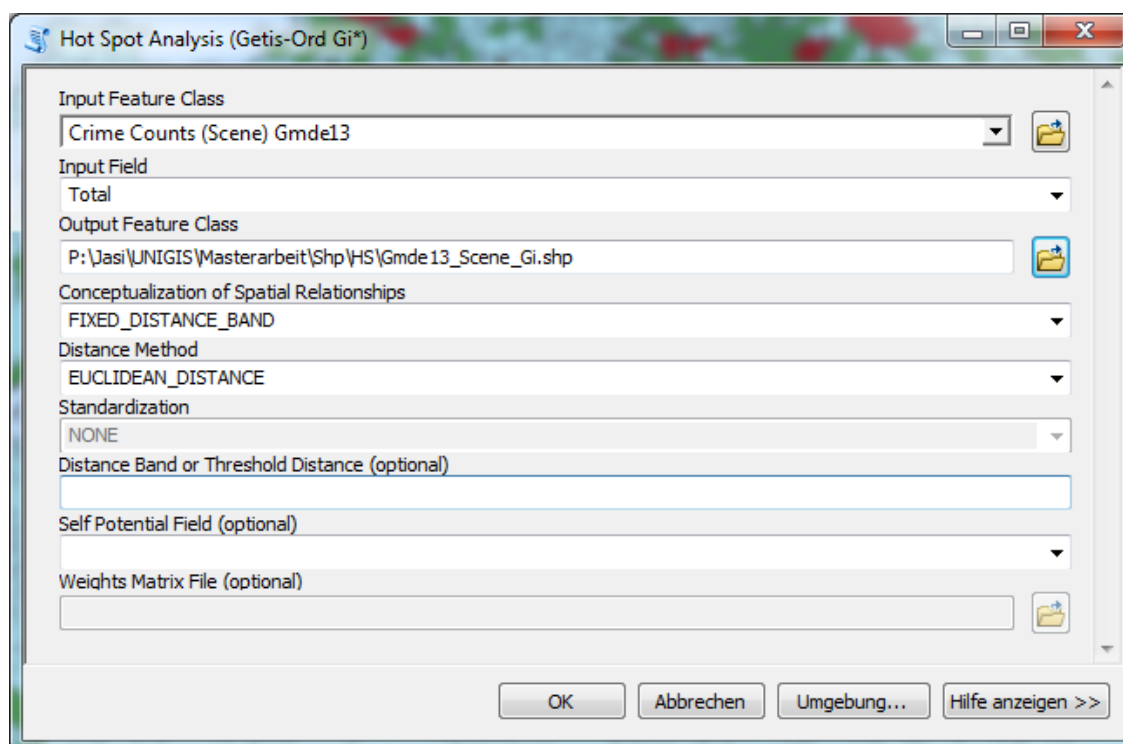 Hot Spot Analysis (Getis-Ord Gi*)
Input Feature Class
Crime Counts (Scene) Gmde13
Input Field
Total
Output Feature Class
P:\Jasi\UNIGIS\Masterarbeit\Shp\HS\Gmde13_Scene_Gi.shp
Conceptualization of Spatial Relationships
FIXED_DISTANCE_BAND
Distance Method
EUCLIDEAN_DISTANCE
Standardization
NONE
Distance Band or Threshold Distance (optional)
Self Potential Field (optional)
Weights Matrix File (optional)
OK Abbrechen Umgebung... Hilfe anzeigen >>